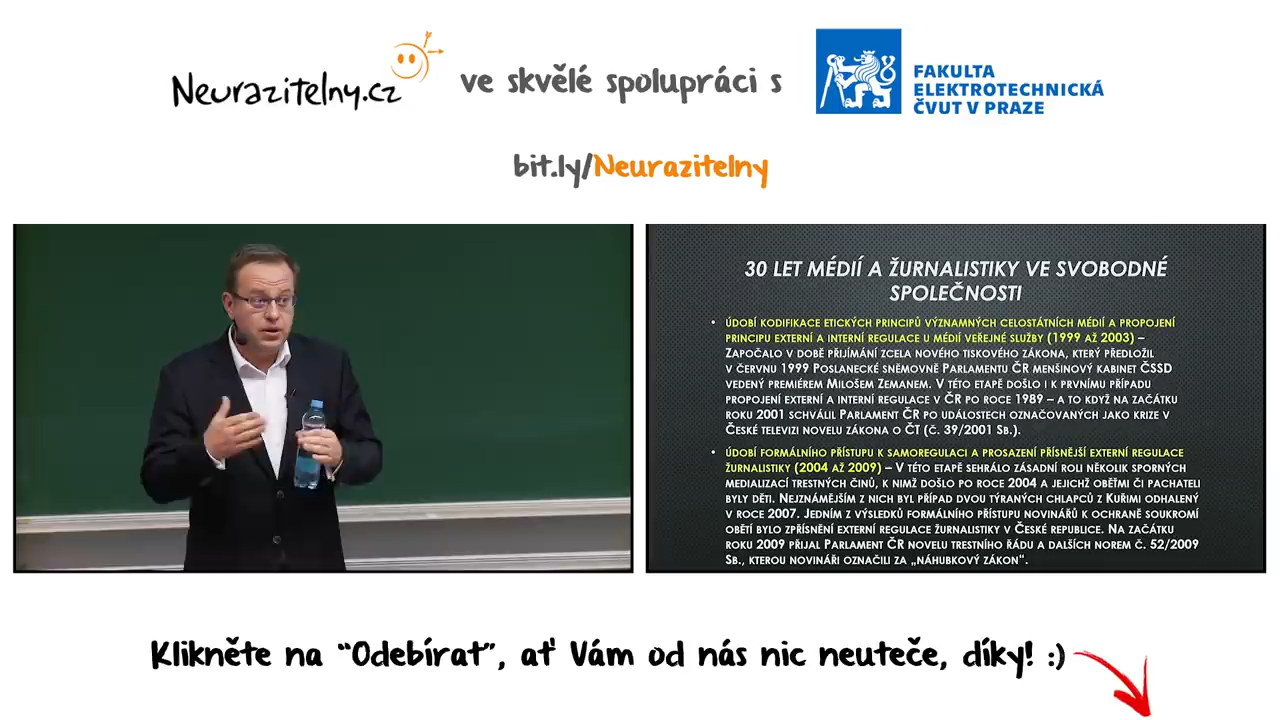 Neurazitelny.cz ve skvělé spolupráci s
FAKULTA
ELEKTROTECHNICKÁ
ČVUT V PRAZE
bit.ly/Neurazitelny
30 LET MÉDIÍ A ŽURNALISTIKY VE SVOBODNÉ
SPOLEČNOSTI
• ÚDOBÍ KODIFIKACE ETICKÝCH PRINCIPŮ VÝZNAMNÝCH CELOSTÁTNÍCH MÉDIÍ A PROPOJENÍ
PRINCIPU EXTERNÍ A INTERNÍ REGULACE U MÉDIÍ VEŘEJNÉ SLUŽBY (1999 AŽ 2003) –
ZAPOČALO V DOBĚ PŘIJÍMÁNÍ ZCELA NOVÉHO TISKOVÉHO ZÁKONA, KTERÝ PŘEDLOŽIL
V ČERVNU 1999 POSLANECKÉ SNĚMOVNĚ PARLAMENTU ČR MENŠINOVÝ KABINET ČSSD
VEDENÝ PREMIÉREM MILOŠEM ZEMANEM. V TÉTO ETAPĚ DOŠLO I K PRVNÍMU PŘÍPADU
PROPOJENÍ EXTERNÍ A INTERNÍ REGULACE V ČR PO ROCE 1989 – A TO KDYŽ NA ZAČÁTKU
ROKU 2001 SCHVÁLIL PARLAMENT ČR PO UDÁLOSTECH OZNAČOVANÝCH JAKO KRIZE V
ČESKÉ TELEVIZI NOVELU ZÁKONA O ČT (Č. 39/2001 SB.).
• ÚDOBÍ FORMÁLNÍHO PŘÍSTUPU K SAMOREGULACI A PROSAZENÍ PŘÍSNĚJŠÍ EXTERNÍ REGULACE
ŽURNALISTIKY (2004 AŽ 2009) – V TÉTO ETAPĚ SEHRÁLO ZÁSADNÍ ROLI NĚKOLIK SPORNÝCH
MEDIALIZACÍ TRESTNÝCH ČINŮ, K NIMŽ DOŠLO PO ROCE 2004 A JEJICHŽ OBĚŤMI ČI PACHATELI
BYLY DĚTI. NEJZNÁMĚJŠÍM Z NICH BYL PŘÍPAD DVOU TÝRANÝCH CHLAPCŮ Z KUŘIMI ODHALENÝ
V ROCE 2007. JEDNÍM Z VÝSLEDKŮ FORMÁLNÍHO PŘÍSTUPU NOVINÁŘŮ K OCHRANĚ SOUKROMÍ
OBĚTÍ BYLO ZPŘÍSNĚNÍ EXTERNÍ REGULACE ŽURNALISTIKY V ČESKÉ REPUBLICE. NA ZAČÁTKU
ROKU 2009 PŘIJAL PARLAMENT ČR NOVELU TRESTNÍHO ŘÁDU A DALŠÍCH NOREM Č. 52/2009
SB., KTEROU NOVINÁŘI OZNAČILI ZA „NÁHUBKOVÝ ZÁKON“.
Klikněte na “Odebírat”, ať Vám od nás nic neuteče, díky! :)